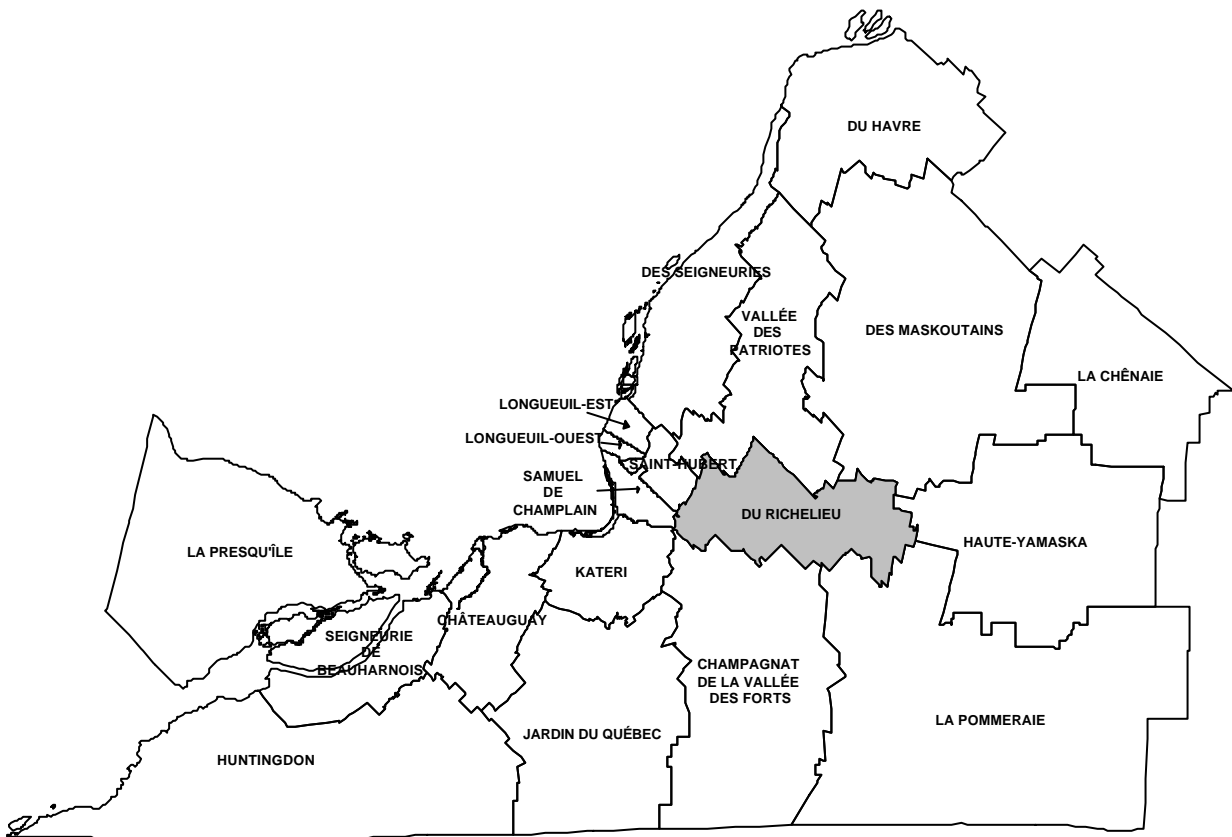 DU HAVRE
DES SEIGNEURIES
VALLÉE
DES
PATRIOTES
DES MASKOUTAINS
LA CHÊNAIE
LONGUEUIL-EST
LONGUEUIL-OUEST
SAINT-HUBERT
SAMUEL
DE
CHAMPLAIN
DU RICHELIEU
HAUTE-YAMASKA
LA PRESQU'ÎLE
KATERI
CHÂTEAUGUAY
SEIGNEURIE
DE
BEAUHARNOIS
CHAMPAGNAT
DE LA VALLÉE
DES FORTS
LA POMMERAIE
JARDIN DU QUÉBEC
HUNTINGDON